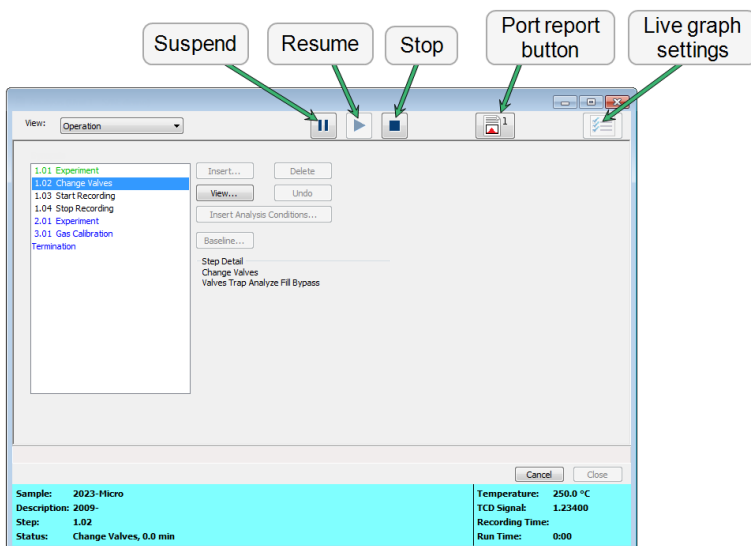 Suspend
Resume
Stop
Port report
button
Live graph
settings
View:
Operation
1
1.01 Experiment
1.02 Change Valves
1.03 Start Recording
1.04 Stop Recording
2.01 Experiment
3.01 Gas Calibration
Termination
Insert...
Delete
View...
Undo
Insert Analysis Conditions...
Baseline...
Step Detail
Change Valves
Valves Trap Analyze Fill Bypass
Cancel
Close
Sample: 2023-Micro
Description: 2009-
Step: 1.02
Status: Change Valves, 0.0 min
Temperature: 250.0 °C
TCD Signal: 1.23400
Recording Time:
Run Time: 0:00